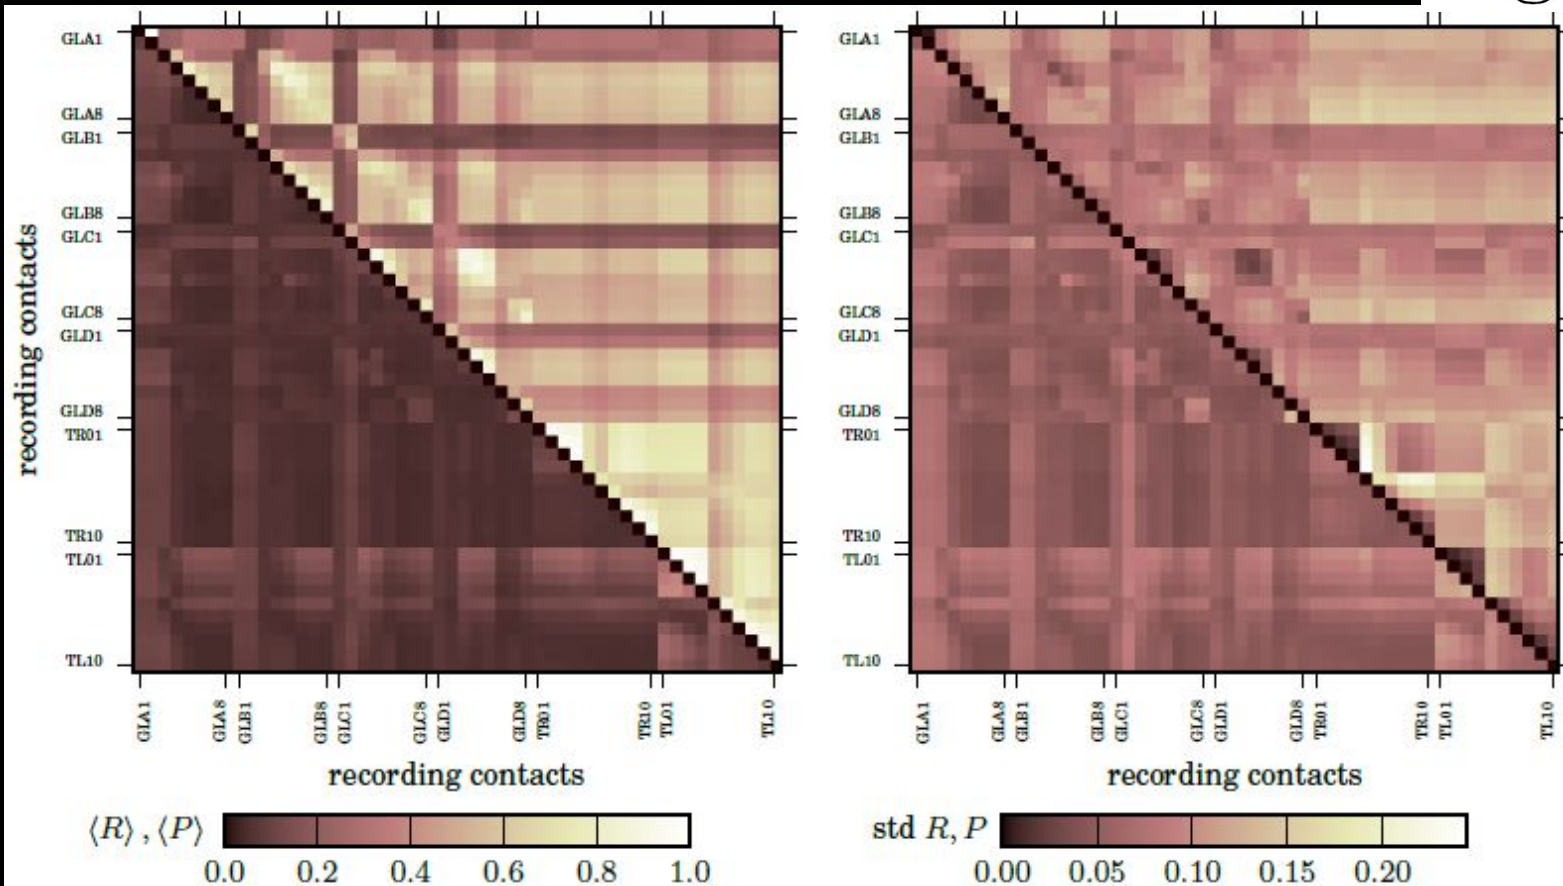 GLA1
GLA8
GLB1
GLB8
GLC1
GLC8
GLD1
GLD8
TR01
TR10
TL01
TL10
recording contacts
GLA1
GLA8
GLB1
GLB8
GLC1
GLC8
GLD1
GLD8
TR01
TR10
TL01
TL10
recording contacts
⟨R⟩, ⟨P⟩
0.0 0.2 0.4 0.6 0.8 1.0
GLA1
GLA8
GLB1
GLB8
GLC1
GLC8
GLD1
GLD8
TR01
TR10
TL01
TL10
GLA1
GLA8
GLB1
GLB8
GLC1
GLC8
GLD1
GLD8
TR01
TR10
TL01
TL10
recording contacts
std R, P
0.00 0.05 0.10 0.15 0.20